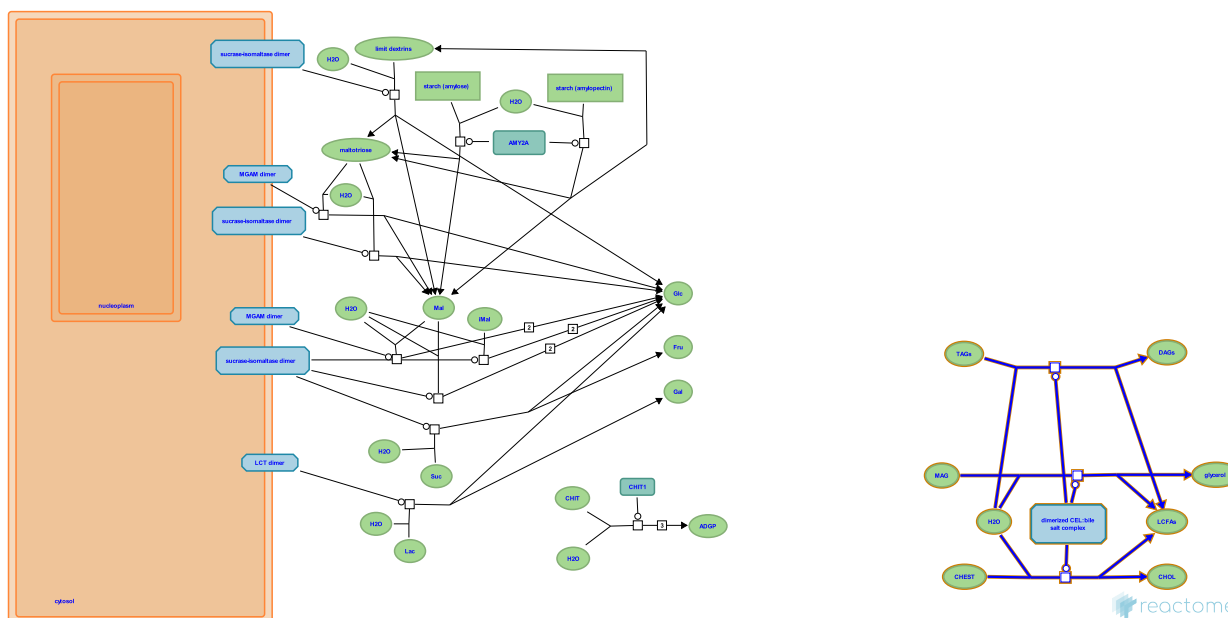 sucrase-isomaltase dimer
H2O
limit dextrins
starch (amylose)
H2O
starch (amylopectin)
AMY2A
maltotriose
MGAM dimer
H2O
sucrase-isomaltase dimer
nucleoplasm
Glc
MGAM dimer
H2O
Mal
iMal
2
2
2
Fru
sucrase-isomaltase dimer
Gal
H2O
Suc
LCT dimer
H2O
Lac
CHIT
CHIT1
3
ADGP
H2O
cytosol
TAGs
DAGs
MAG
glycerol
H2O
dimerized CEL:bile
salt complex
LCFAs
CHEST
CHOL
reactome